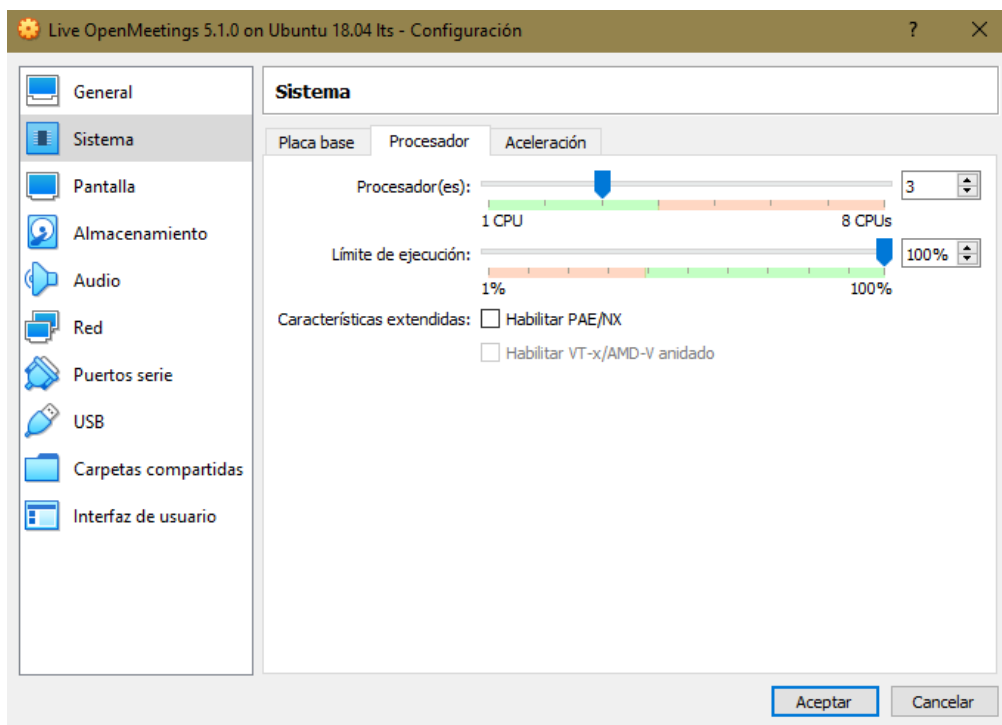 Live OpenMeetings 5.1.0 on Ubuntu 18.04 lts - Configuración ?
General
Sistema
Pantalla
Almacenamiento
Audio
Red
Puertos serie
USB
Carpetas compartidas
Interfaz de usuario
Sistema
Placa base Procesador Aceleración
Procesador(es): 3
1 CPU 8 CPUs
Límite de ejecución: 100%
1% 100%
Características extendidas: Habilitar PAE/NX
Habilitar VT-x/AMD-V anidado
Aceptar Cancelar